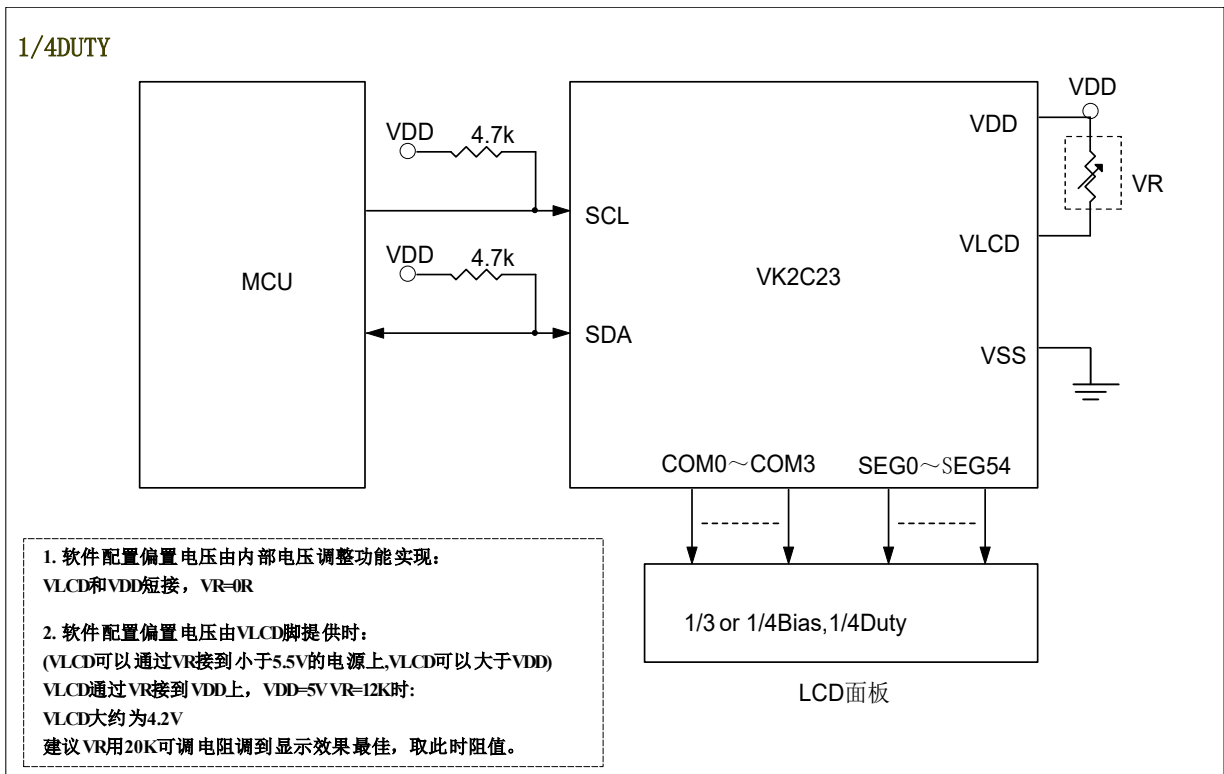 1/4DUTY
VDD
4.7k
VDD
4.7k
MCU
SCL
SDA
VK2C23
VDD
VLCD
VSS
VDD
VR
COM0～COM3
SEG0～SEG54
1/3 or 1/4Bias,1/4Duty
LCD面板
1. 软件配置偏置电压由内部电压调整功能实现：
VLCD和VDD短接，VR=0R
2. 软件配置偏置电压由VLCD脚提供时：
(VLCD可以通过VR接到小于5.5V的电源上,VLCD可以大于VDD)
VLCD通过VR接到VDD上，VDD=5V VR=12K时:
VLCD大约为4.2V
建议VR用20K可调电阻调到显示效果最佳，取此时阻值。